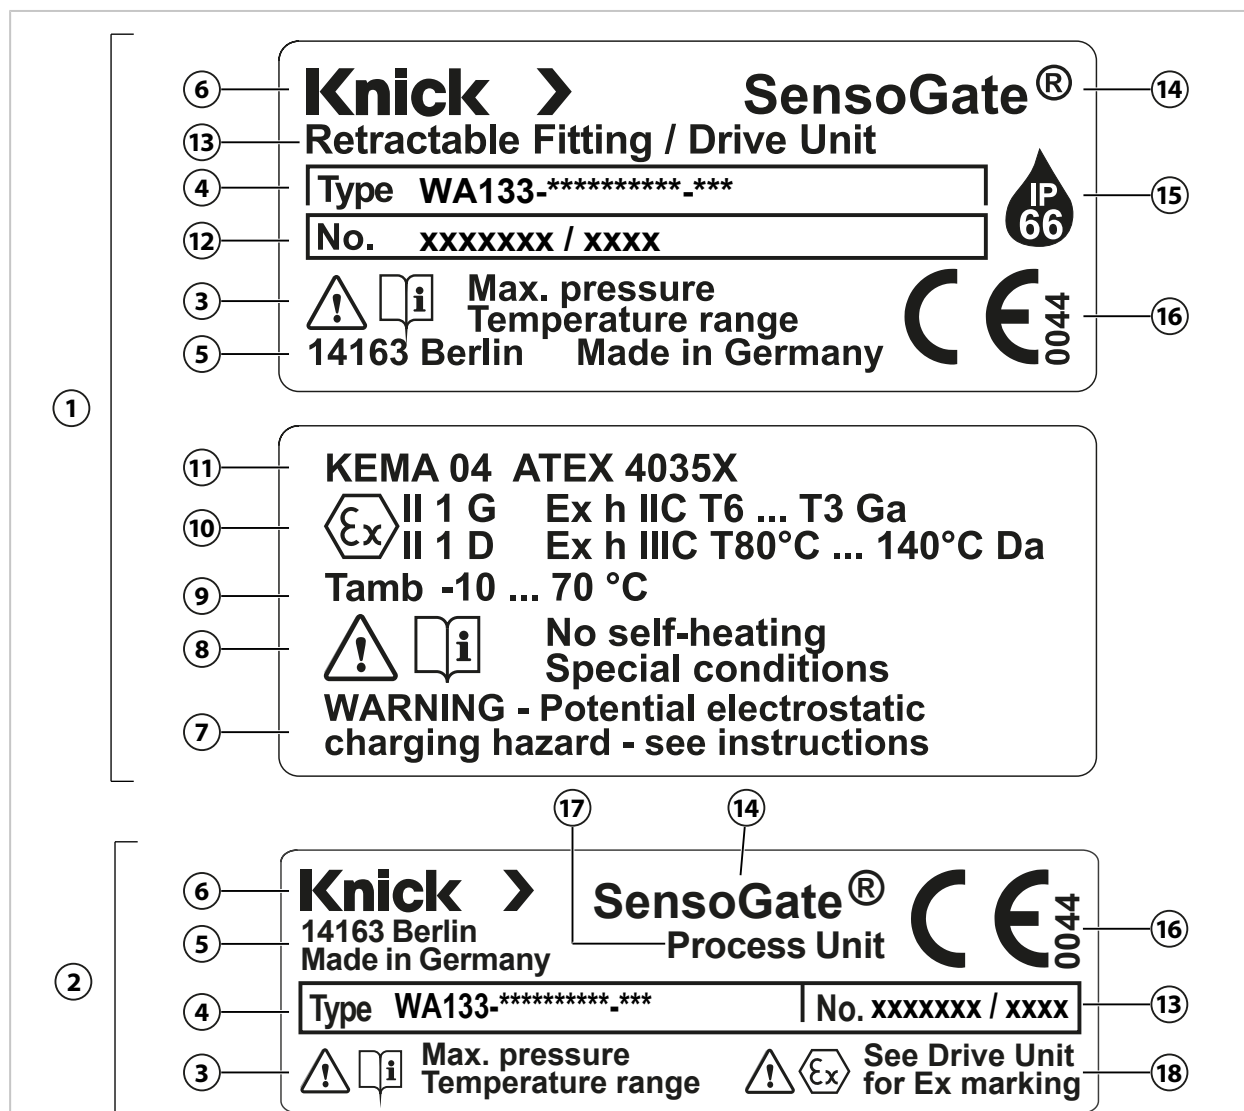 6 Knick > SensoGate® 14
13 Retractable Fitting / Drive Unit
4 Type WA133-**********-*** IP 66 15
12 No. xxxxxxx / xxxx
3 Max. pressure
Temperature range 0044 16
5 14163 Berlin Made in Germany CE
1
11 KEMA 04 ATEX 4035X
10 Ex II 1 G Ex h IIC T6 ... T3 Ga
II 1 D Ex h IIIC T80°C ... 140°C Da
9 Tamb -10 ... 70 °C
8 i No self-heating
Special conditions
7 WARNING - Potential electrostatic
charging hazard - see instructions
17 14
6 Knick > SensoGate® CE 0044 16
5 14163 Berlin
Made in Germany Process Unit
2
4 Type WA133-**********-*** No. xxxxxxx / xxxx 13
3 i Max. pressure
Temperature range
Ex See Drive Unit
for Ex marking 18